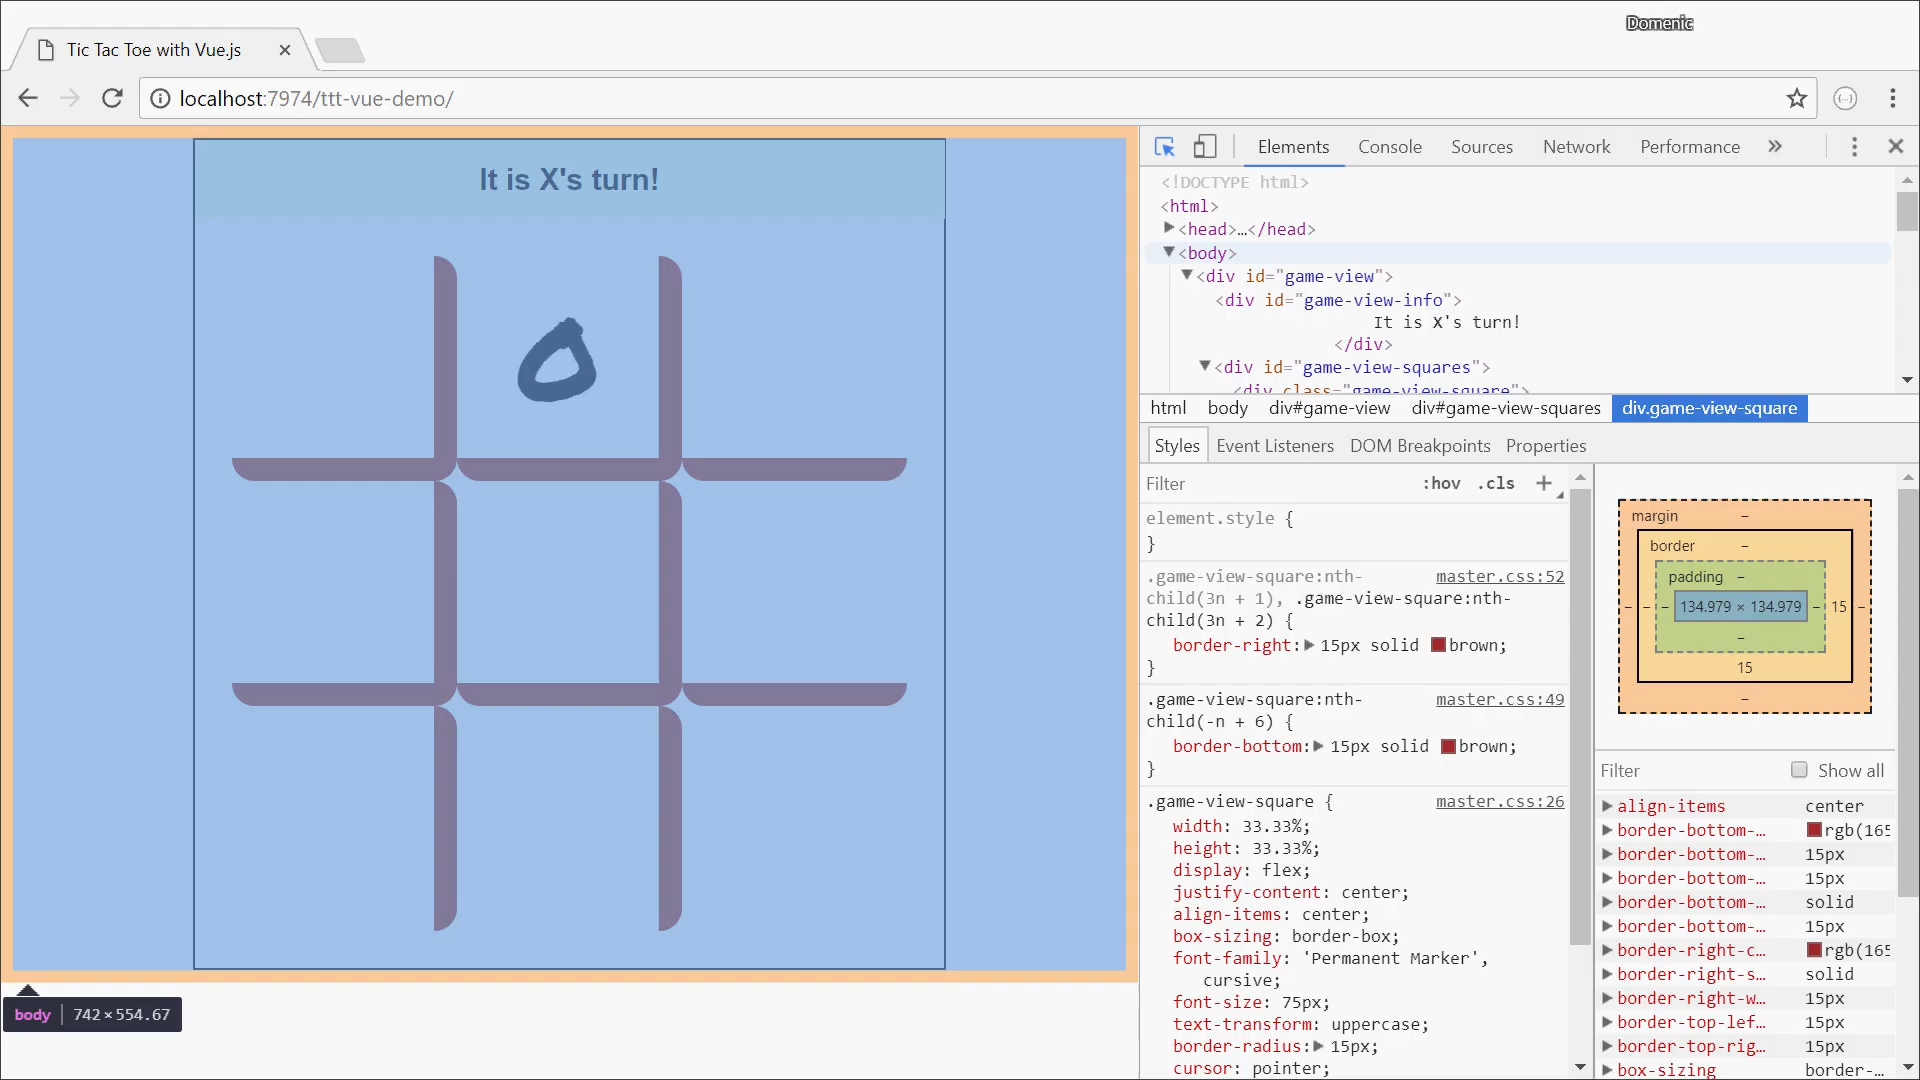 Domenic
Tic Tac Toe with Vue.js
localhost:7974/ttt-vue-demo/
It is X's turn!
O
body 742×554.67
Elements Console Sources Network Performance »
<!DOCTYPE html>
<html>
<head>…</head>
<body>
<div id="game-view">
<div id="game-view-info">
It is X's turn!
</div>
<div id="game-view-squares">
<div class="game-view-square">
html body div#game-view div#game-view-squares div.game-view-square
Styles Event Listeners DOM Breakpoints Properties
Filter :hov .cls +
element.style {
}
.game-view-square:nth- master.css:52
child(3n + 1), .game-view-square:nth-
child(3n + 2) {
border-right: 15px solid brown;
}
.game-view-square:nth- master.css:49
child(-n + 6) {
border-bottom: 15px solid brown;
}
.game-view-square { master.css:26
width: 33.33%;
height: 33.33%;
display: flex;
justify-content: center;
align-items: center;
box-sizing: border-box;
font-family: 'Permanent Marker',
cursive;
font-size: 75px;
text-transform: uppercase;
border-radius: 15px;
cursor: pointer;
margin –
border –
padding –
– – – 134.979 × 134.979 – 15 –
–
15
–
Filter Show all
align-items center
border-bottom-… rgb(165
border-bottom-… 15px
border-bottom-… 15px
border-bottom-… solid
border-bottom-… 15px
border-right-c… rgb(165
border-right-s… solid
border-right-w… 15px
border-top-lef… 15px
border-top-rig… 15px
box-sizing border-…